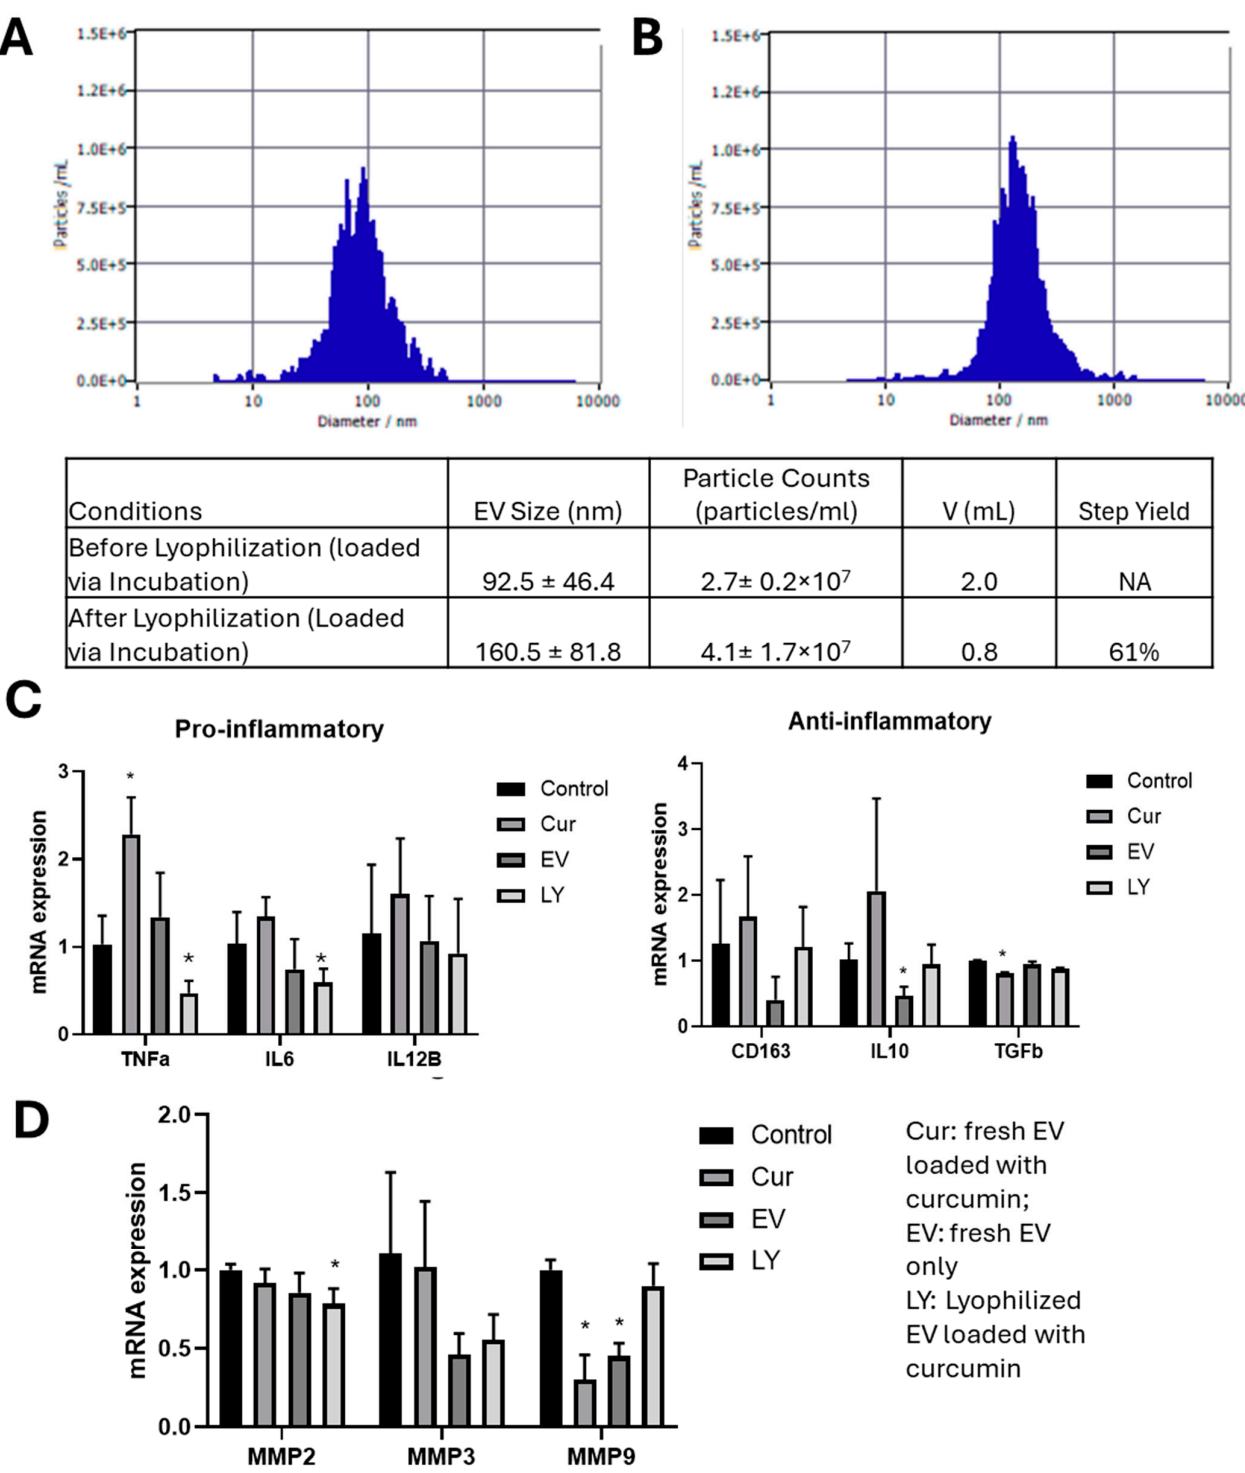 A
1.5E+6
1.2E+6
1.0E+6
7.5E+5
5.0E+5
2.5E+5
0.0E+0
Particles /mL
1 10 100 1000 10000
Diameter / nm
B
1.5E+6
1.2E+6
1.0E+6
7.5E+5
5.0E+5
2.5E+5
0.0E+0
Particles /mL
1 10 100 1000 10000
Diameter / nm
Conditions EV Size (nm) Particle Counts (particles/ml) V (mL) Step Yield
Before Lyophilization (loaded
via Incubation) 92.5 ± 46.4 2.7± 0.2×10⁷ 2.0 NA
After Lyophilization (Loaded
via Incubation) 160.5 ± 81.8 4.1± 1.7×10⁷ 0.8 61%
C
Pro-inflammatory
mRNA expression
3
2
1
0
* * *
TNFa IL6 IL12B
Control
Cur
EV
LY
Anti-inflammatory
mRNA expression
4
3
2
1
0
* *
CD163 IL10 TGFb
Control
Cur
EV
LY
D
mRNA expression
2.0
1.5
1.0
0.5
0.0
* * *
MMP2 MMP3 MMP9
Control
Cur
EV
LY
Cur: fresh EV
loaded with
curcumin;
EV: fresh EV
only
LY: Lyophilized
EV loaded with
curcumin